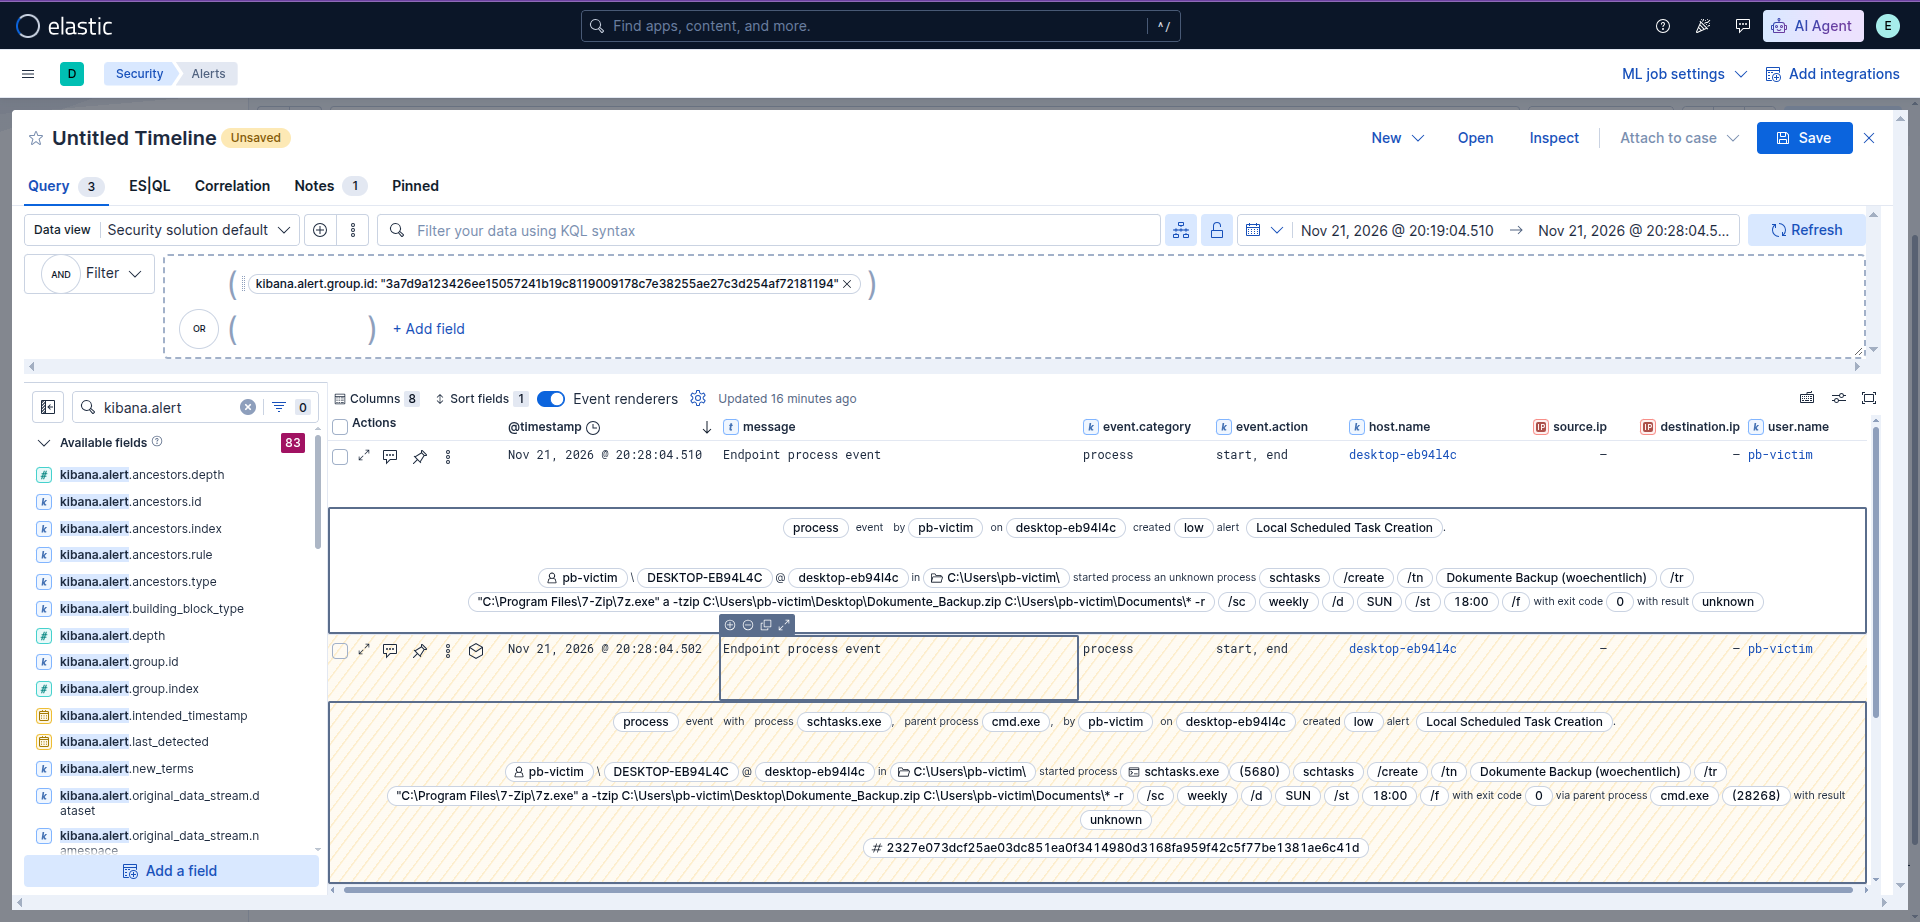 elastic
Find apps, content, and more.
^ /
AI Agent
E
D
Security
Alerts
ML job settings
Add integrations
Untitled Timeline
Unsaved
New
Open
Inspect
Attach to case
Save
Query 3
ES|QL
Correlation
Notes 1
Pinned
Data view
Security solution default
Filter your data using KQL syntax
Nov 21, 2026 @ 20:19:04.510
Nov 21, 2026 @ 20:28:04.5...
Refresh
AND
Filter
( kibana.alert.group.id: "3a7d9a123426ee15057241b19c8119009178c7e38255ae27c3d254af72181194" )
OR
( )
+ Add field
kibana.alert
0
Available fields
83
kibana.alert.ancestors.depth
kibana.alert.ancestors.id
kibana.alert.ancestors.index
kibana.alert.ancestors.rule
kibana.alert.ancestors.type
kibana.alert.building_block_type
kibana.alert.depth
kibana.alert.group.id
kibana.alert.group.index
kibana.alert.intended_timestamp
kibana.alert.last_detected
kibana.alert.new_terms
kibana.alert.original_data_stream.d
ataset
kibana.alert.original_data_stream.n
amespace
Add a field
Columns 8
Sort fields 1
Event renderers
Updated 16 minutes ago
Actions
@timestamp
message
event.category
event.action
host.name
source.ip
destination.ip
user.name
Nov 21, 2026 @ 20:28:04.510 Endpoint process event process start, end desktop-eb94l4c — — pb-victim
process event by pb-victim on desktop-eb94l4c created low alert Local Scheduled Task Creation .
pb-victim \ DESKTOP-EB94L4C @ desktop-eb94l4c in C:\Users\pb-victim\ started process an unknown process schtasks /create /tn Dokumente Backup (woechentlich) /tr
"C:\Program Files\7-Zip\7z.exe" a -tzip C:\Users\pb-victim\Desktop\Dokumente_Backup.zip C:\Users\pb-victim\Documents\* -r /sc weekly /d SUN /st 18:00 /f with exit code 0 with result unknown
Nov 21, 2026 @ 20:28:04.502 Endpoint process event process start, end desktop-eb94l4c — — pb-victim
process event with process schtasks.exe , parent process cmd.exe , by pb-victim on desktop-eb94l4c created low alert Local Scheduled Task Creation .
pb-victim \ DESKTOP-EB94L4C @ desktop-eb94l4c in C:\Users\pb-victim\ started process schtasks.exe (5680) schtasks /create /tn Dokumente Backup (woechentlich) /tr
"C:\Program Files\7-Zip\7z.exe" a -tzip C:\Users\pb-victim\Desktop\Dokumente_Backup.zip C:\Users\pb-victim\Documents\* -r /sc weekly /d SUN /st 18:00 /f with exit code 0 via parent process cmd.exe (28268) with result
unknown
# 2327e073dcf25ae03dc851ea0f3414980d3168fa959f42c5f77be1381ae6c41d